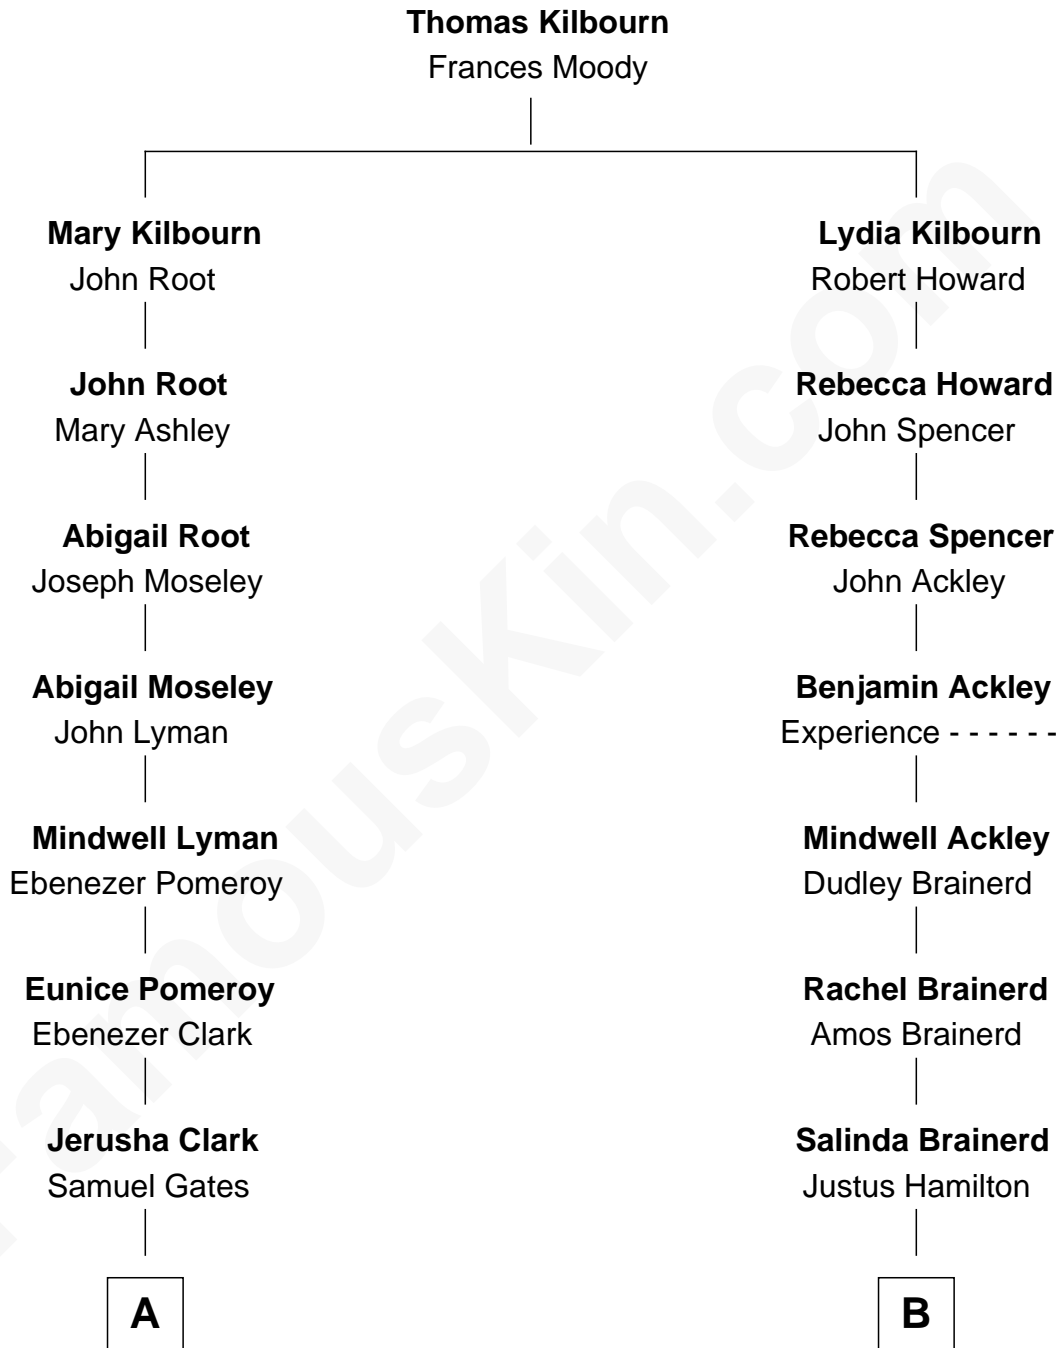 Thomas Kilbourn
Frances Moody
Mary Kilbourn
John Root
John Root
Mary Ashley
Abigail Root
Joseph Moseley
Abigail Moseley
John Lyman
Mindwell Lyman
Ebenezer Pomeroy
Eunice Pomeroy
Ebenezer Clark
Jerusha Clark
Samuel Gates
A
Lydia Kilbourn
Robert Howard
Rebecca Howard
John Spencer
Rebecca Spencer
John Ackley
Benjamin Ackley
Experience - - - - - -
Mindwell Ackley
Dudley Brainerd
Rachel Brainerd
Amos Brainerd
Salinda Brainerd
Justus Hamilton
B
FamousKin.com